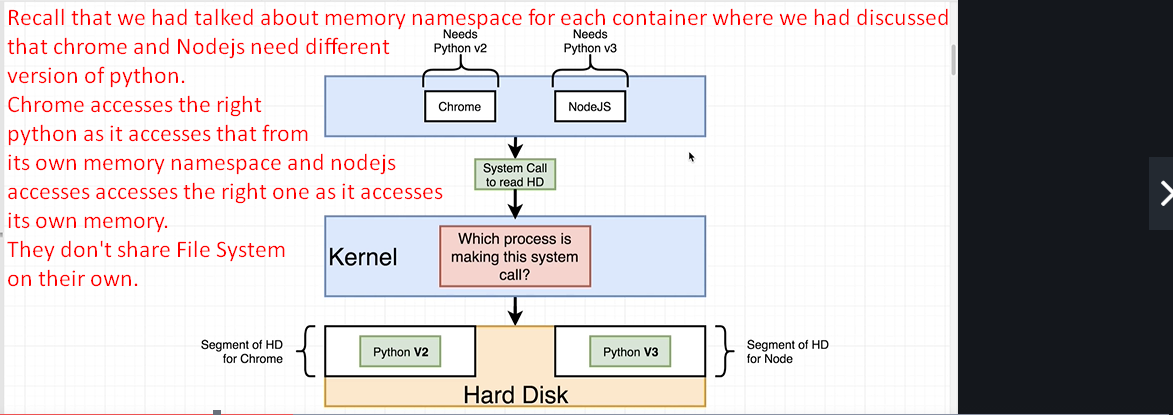 Recall that we had talked about memory namespace for each container where we had discussed
that chrome and Nodejs need different
version of python.
Chrome accesses the right
python as it accesses that from
its own memory namespace and nodejs
accesses accesses the right one as it accesses
its own memory.
They don't share File System
on their own.
Needs
Python v2
Needs
Python v3
Chrome
NodeJS
System Call
to read HD
Kernel
Which process is
making this system
call?
Segment of HD
for Chrome
Python V2
Python V3
Segment of HD
for Node
Hard Disk